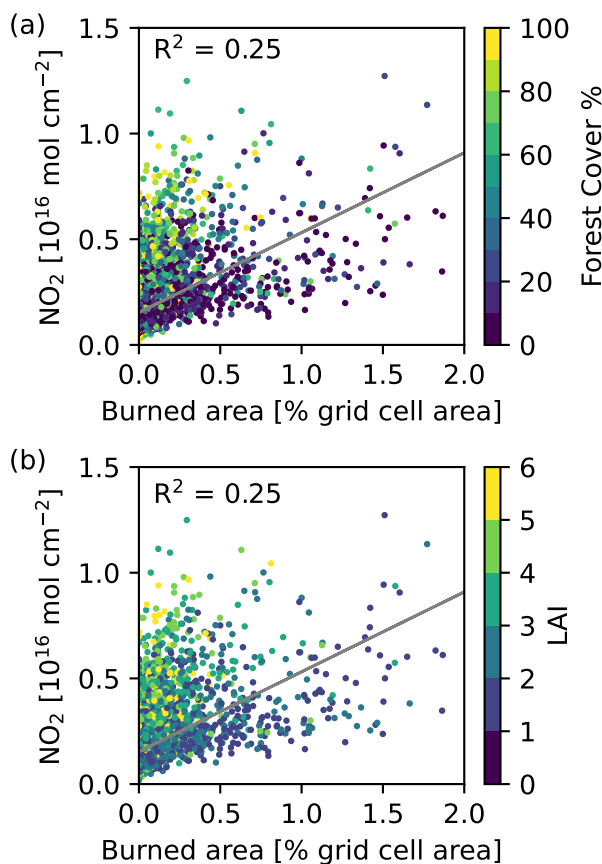 (a)
R² = 0.25
NO₂ [10¹⁶ mol cm⁻²]
1.5
1.0
0.5
0.0
0.0 0.5 1.0 1.5 2.0
Burned area [% grid cell area]
100
80
60
40
20
0
Forest Cover %
(b)
R² = 0.25
NO₂ [10¹⁶ mol cm⁻²]
1.5
1.0
0.5
0.0
0.0 0.5 1.0 1.5 2.0
Burned area [% grid cell area]
6
5
4
3
2
1
0
LAI